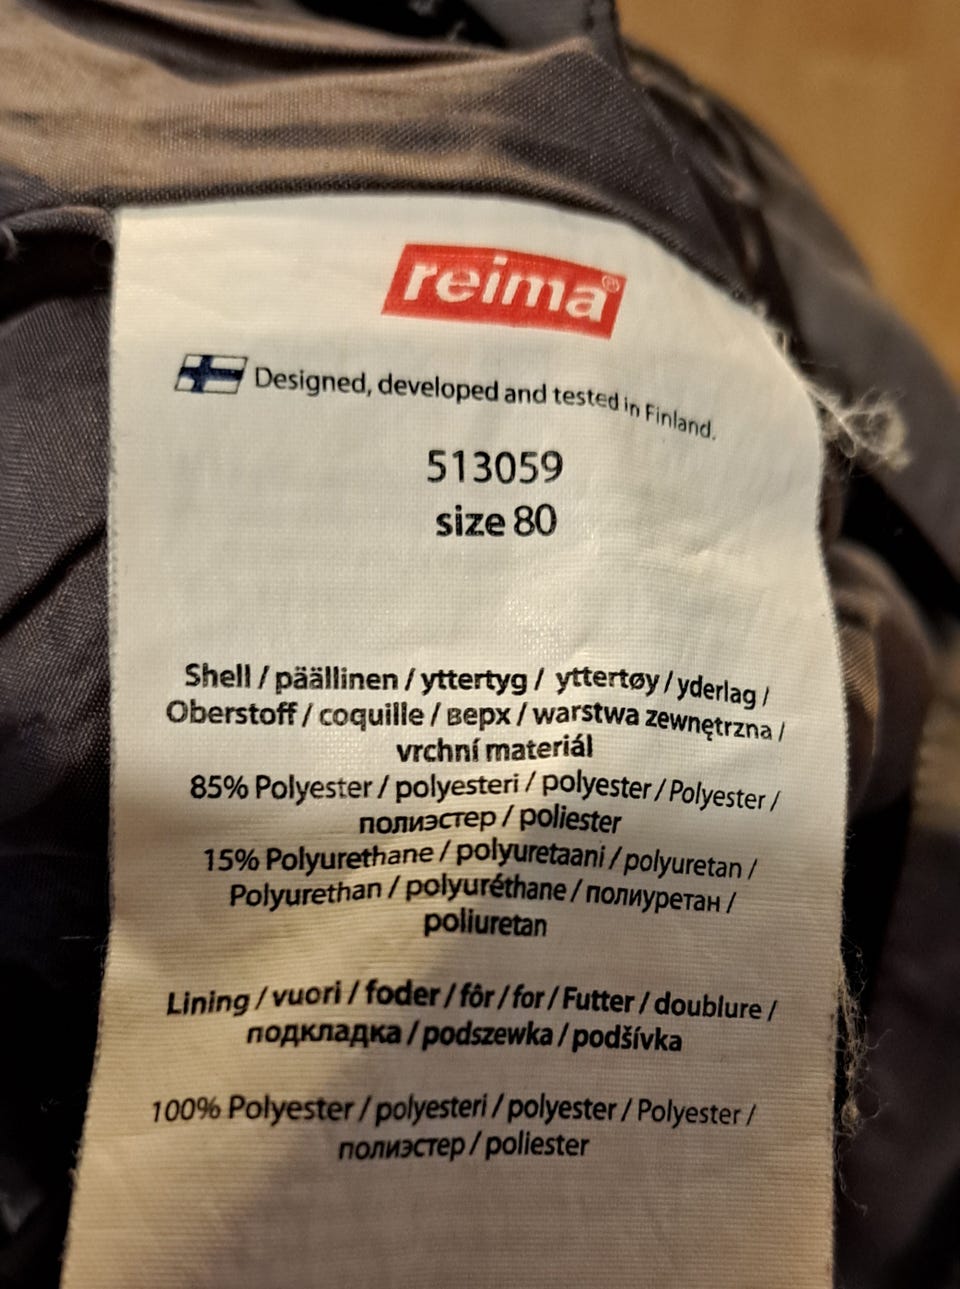 reima®
Designed, developed and tested in Finland.
513059
size 80
Shell / päällinen / yttertyg / yttertøy / yderlag /
Oberstoff / coquille / верх / warstwa zewnętrzna /
vrchní materiál
85% Polyester / polyesteri / polyester / Polyester /
полиэстер / poliester
15% Polyurethane / polyuretaani / polyuretan /
Polyurethan / polyuréthane / полиуретан /
poliuretan
Lining / vuori / foder / fôr / for / Futter / doublure /
подкладка / podszewka / podšívka
100% Polyester / polyesteri / polyester / Polyester /
полиэстер / poliester